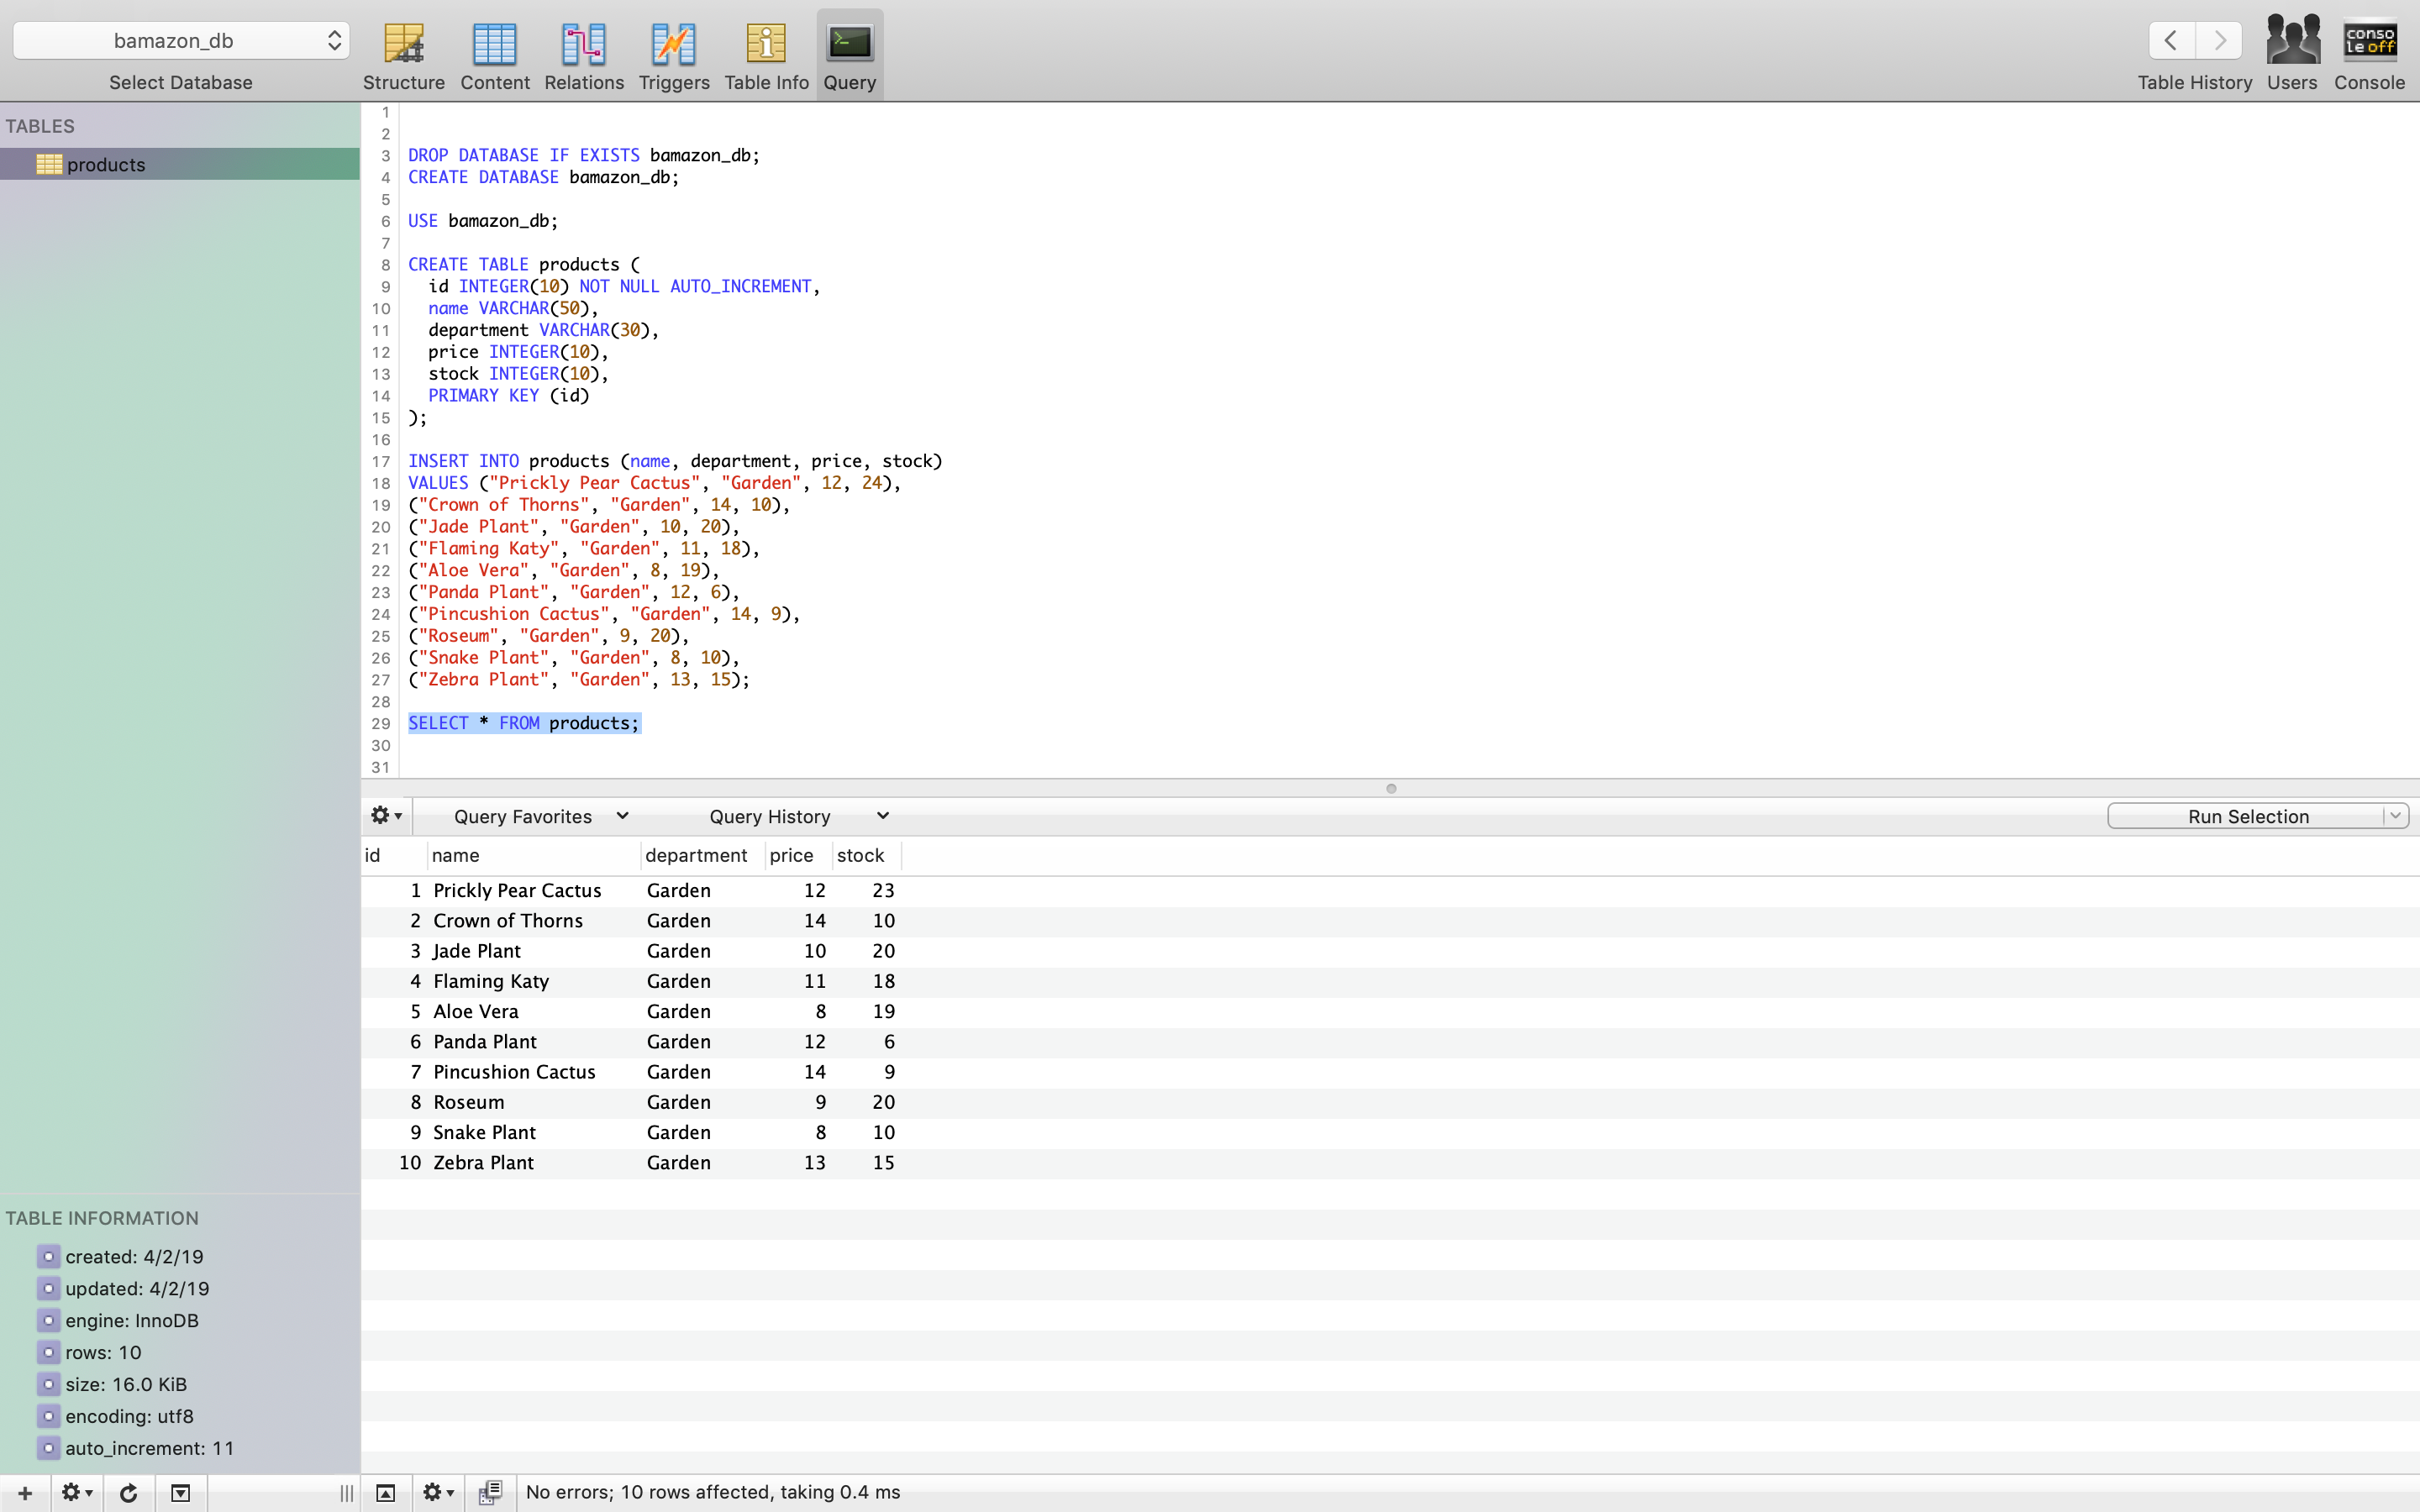 bamazon_db
Select Database
Structure Content Relations Triggers Table Info Query
Table History Users Console
conso
le off
TABLES
products
1
2
3 DROP DATABASE IF EXISTS bamazon_db;
4 CREATE DATABASE bamazon_db;
5
6 USE bamazon_db;
7
8 CREATE TABLE products (
9 id INTEGER(10) NOT NULL AUTO_INCREMENT,
10 name VARCHAR(50),
11 department VARCHAR(30),
12 price INTEGER(10),
13 stock INTEGER(10),
14 PRIMARY KEY (id)
15 );
16
17 INSERT INTO products (name, department, price, stock)
18 VALUES ("Prickly Pear Cactus", "Garden", 12, 24),
19 ("Crown of Thorns", "Garden", 14, 10),
20 ("Jade Plant", "Garden", 10, 20),
21 ("Flaming Katy", "Garden", 11, 18),
22 ("Aloe Vera", "Garden", 8, 19),
23 ("Panda Plant", "Garden", 12, 6),
24 ("Pincushion Cactus", "Garden", 14, 9),
25 ("Roseum", "Garden", 9, 20),
26 ("Snake Plant", "Garden", 8, 10),
27 ("Zebra Plant", "Garden", 13, 15);
28
29 SELECT * FROM products;
30
31
Query Favorites Query History Run Selection
id name department price stock
1 Prickly Pear Cactus Garden 12 23
2 Crown of Thorns Garden 14 10
3 Jade Plant Garden 10 20
4 Flaming Katy Garden 11 18
5 Aloe Vera Garden 8 19
6 Panda Plant Garden 12 6
7 Pincushion Cactus Garden 14 9
8 Roseum Garden 9 20
9 Snake Plant Garden 8 10
10 Zebra Plant Garden 13 15
TABLE INFORMATION
created: 4/2/19
updated: 4/2/19
engine: InnoDB
rows: 10
size: 16.0 KiB
encoding: utf8
auto_increment: 11
No errors; 10 rows affected, taking 0.4 ms